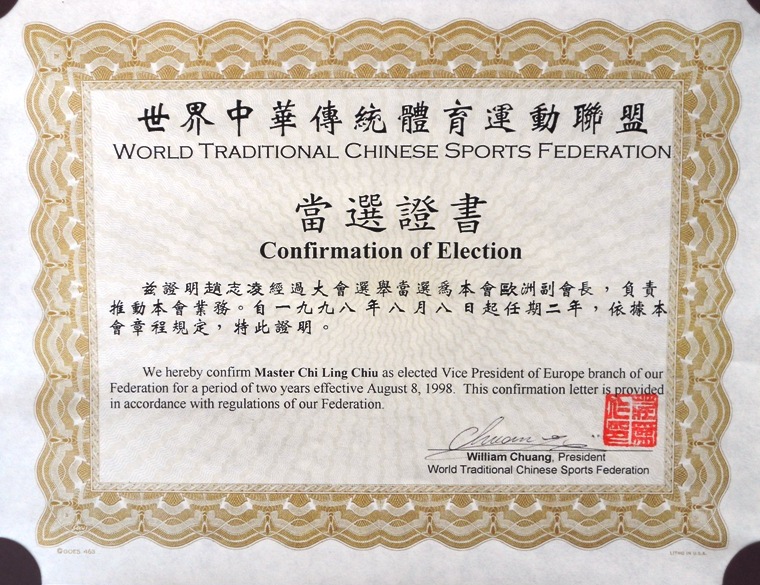 世界中華傳統體育運動聯盟
WORLD TRADITIONAL CHINESE SPORTS FEDERATION
當選證書
Confirmation of Election
茲證明趙志凌經過大會選舉當選為本會歐洲副會長，負責
推動本會業務。自一九九八年八月八日起任期二年，依據本
會章程規定，特此證明。
We hereby confirm Master Chi Ling Chiu as elected Vice President of Europe branch of our
Federation for a period of two years effective August 8, 1998. This confirmation letter is provided
in accordance with regulations of our Federation.
William Chuang, President
World Traditional Chinese Sports Federation
© GOES 463
LITHO IN U.S.A.